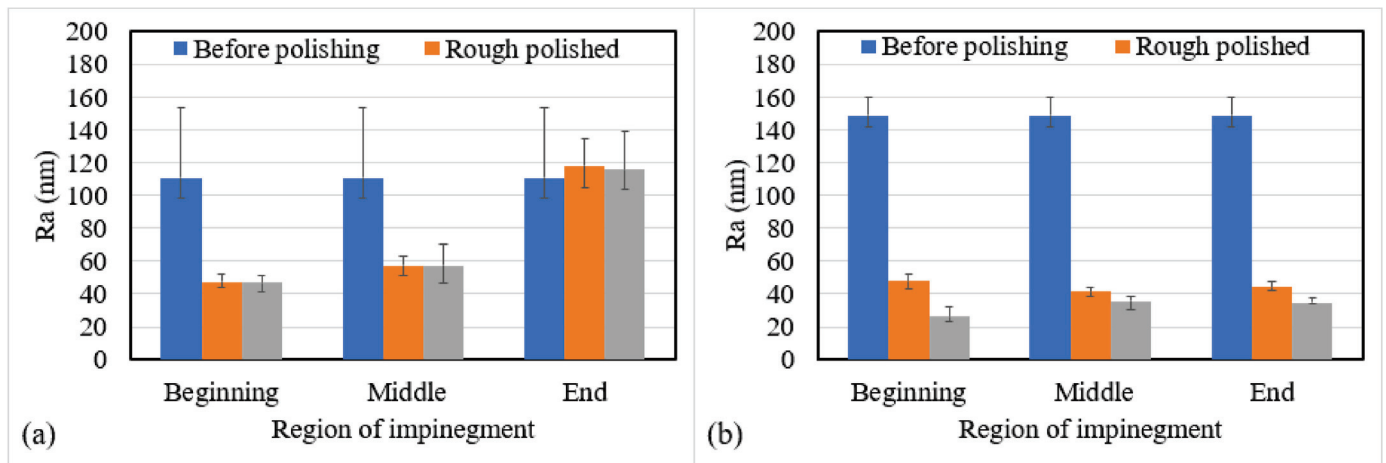 200
180
160
140
120
100
80
60
40
20
0
Ra (nm)
Before polishing Rough polished
Beginning Middle End
Region of impinegment
(a)
200
180
160
140
120
100
80
60
40
20
0
Ra (nm)
Before polishing Rough polished
Beginning Middle End
Region of impinegment
(b)